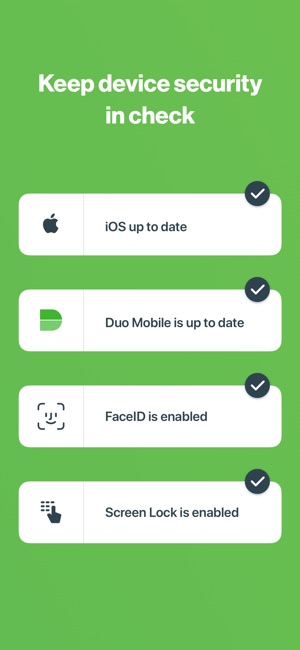 Keep device security
in check
iOS up to date
Duo Mobile is up to date
FaceID is enabled
Screen Lock is enabled